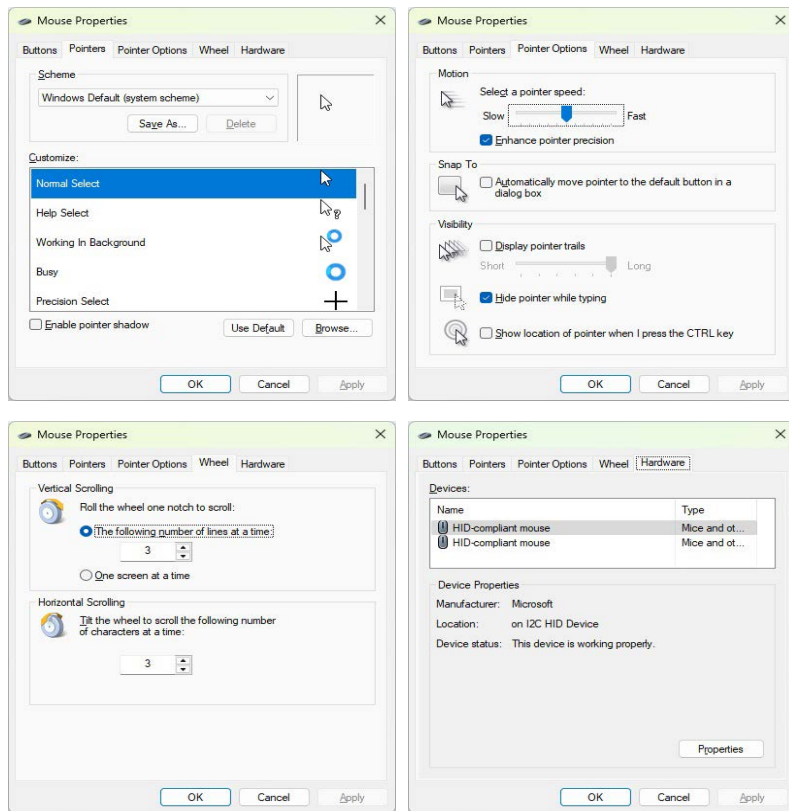 Mouse Properties
Buttons Pointers Pointer Options Wheel Hardware
Scheme
Windows Default (system scheme)
Save As... Delete
Customize:
Normal Select
Help Select
Working In Background
Busy
Precision Select
Enable pointer shadow Use Default Browse...
OK Cancel Apply
Mouse Properties
Buttons Pointers Pointer Options Wheel Hardware
Motion
Select a pointer speed:
Slow Fast
Enhance pointer precision
Snap To
Automatically move pointer to the default button in a
dialog box
Visibility
Display pointer trails
Short Long
Hide pointer while typing
Show location of pointer when I press the CTRL key
OK Cancel Apply
Mouse Properties
Buttons Pointers Pointer Options Wheel Hardware
Vertical Scrolling
Roll the wheel one notch to scroll:
The following number of lines at a time:
3
One screen at a time
Horizontal Scrolling
Tilt the wheel to scroll the following number
of characters at a time:
3
OK Cancel Apply
Mouse Properties
Buttons Pointers Pointer Options Wheel Hardware
Devices:
Name Type
HID-compliant mouse Mice and ot...
HID-compliant mouse Mice and ot...
Device Properties
Manufacturer: Microsoft
Location: on I2C HID Device
Device status: This device is working properly.
Properties
OK Cancel Apply